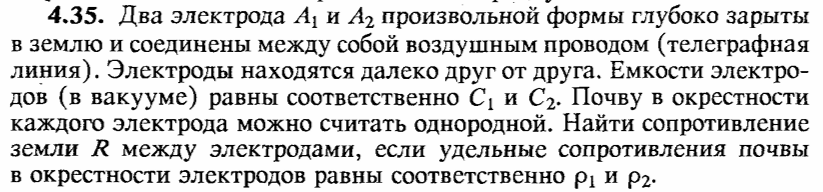 4.35. Два электрода A₁ и A₂ произвольной формы глубоко зарыты
в землю и соединены между собой воздушным проводом (телеграфная
линия). Электроды находятся далеко друг от друга. Емкости электро-
дов (в вакууме) равны соответственно C₁ и C₂. Почву в окрестности
каждого электрода можно считать однородной. Найти сопротивление
земли R между электродами, если удельные сопротивления почвы
в окрестности электродов равны соответственно ρ₁ и ρ₂.